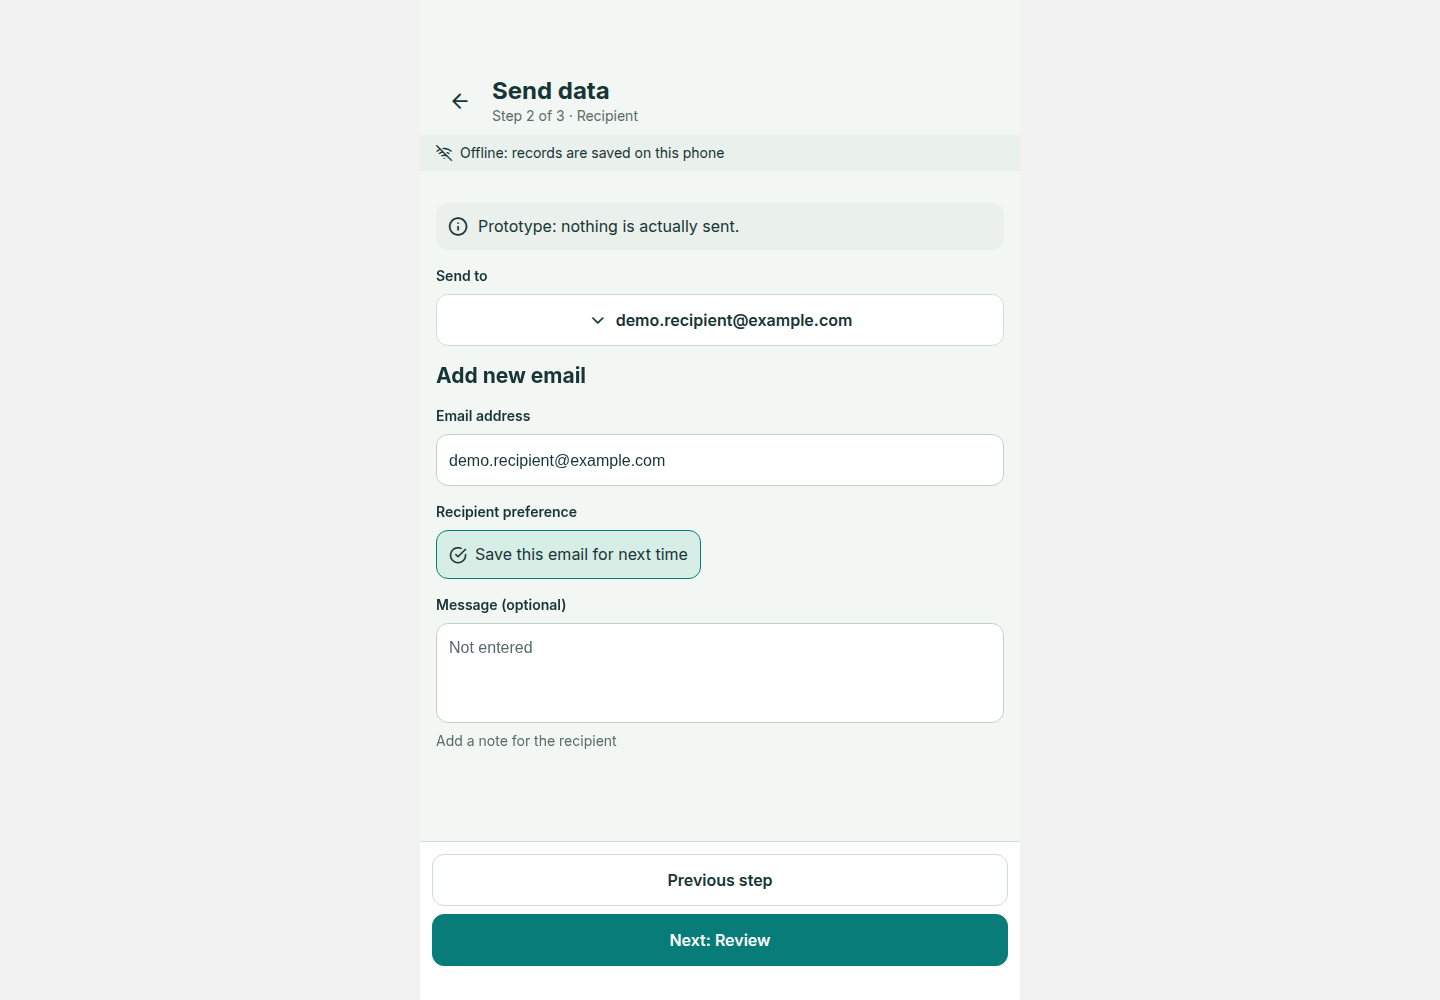 Send data
Step 2 of 3 · Recipient
Offline: records are saved on this phone
Prototype: nothing is actually sent.
Send to
demo.recipient@example.com
Add new email
Email address
demo.recipient@example.com
Recipient preference
Save this email for next time
Message (optional)
Not entered
Add a note for the recipient
Previous step
Next: Review